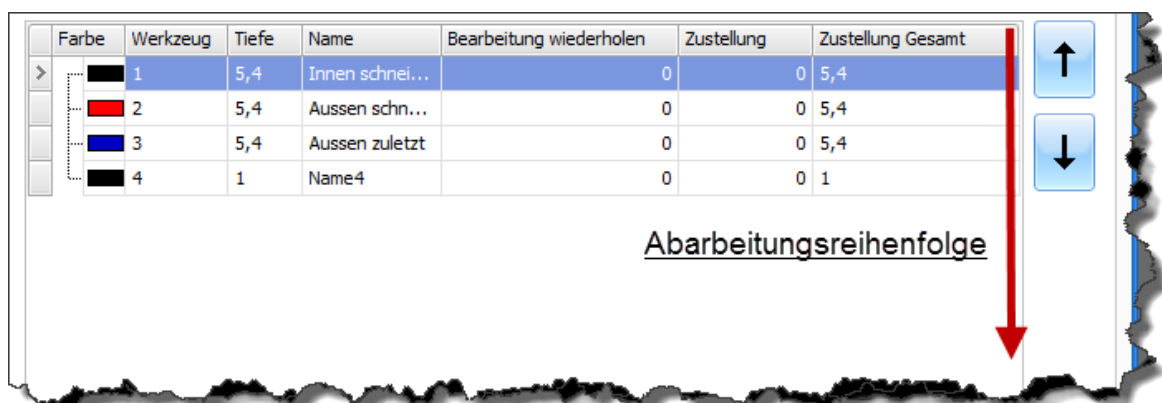 Farbe Werkzeug Tiefe Name Bearbeitung wiederholen Zustellung Zustellung Gesamt
1 5,4 Innen schnei... 0 0 5,4
2 5,4 Aussen schn... 0 0 5,4
3 5,4 Aussen zuletzt 0 0 5,4
4 1 Name4 0 0 1
Abarbeitungsreihenfolge